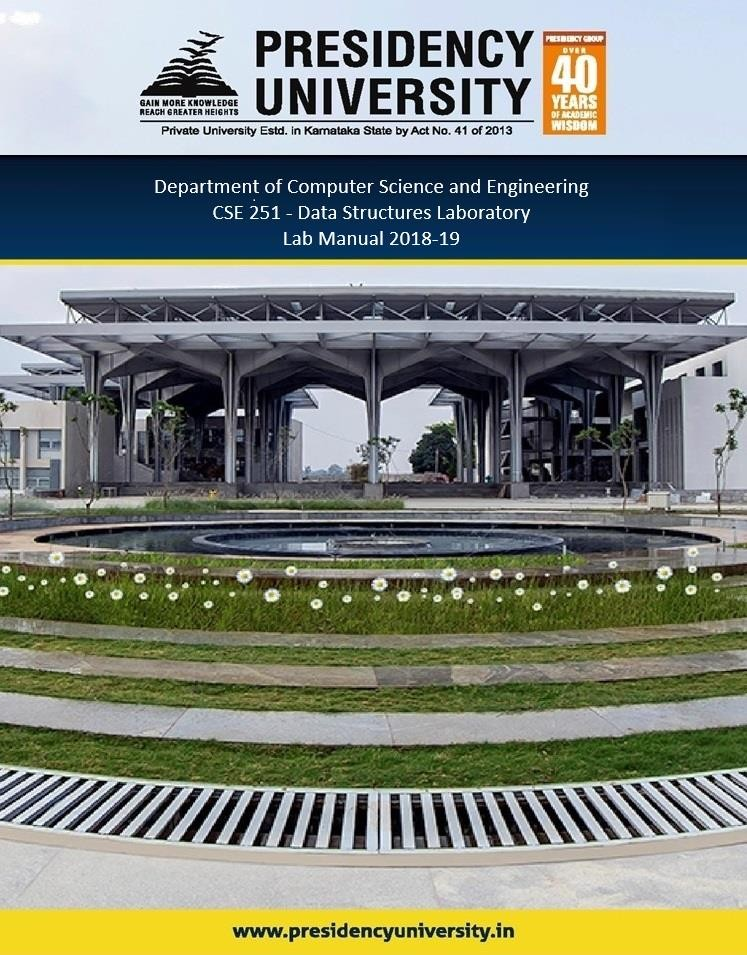 PRESIDENCY
UNIVERSITY
GAIN MORE KNOWLEDGE
REACH GREATER HEIGHTS
Private University Estd. in Karnataka State by Act No. 41 of 2013
PRESIDENCY GROUP
OVER
40
YEARS
OF ACADEMIC
WISDOM
Department of Computer Science and Engineering
CSE 251 - Data Structures Laboratory
Lab Manual 2018-19
www.presidencyuniversity.in